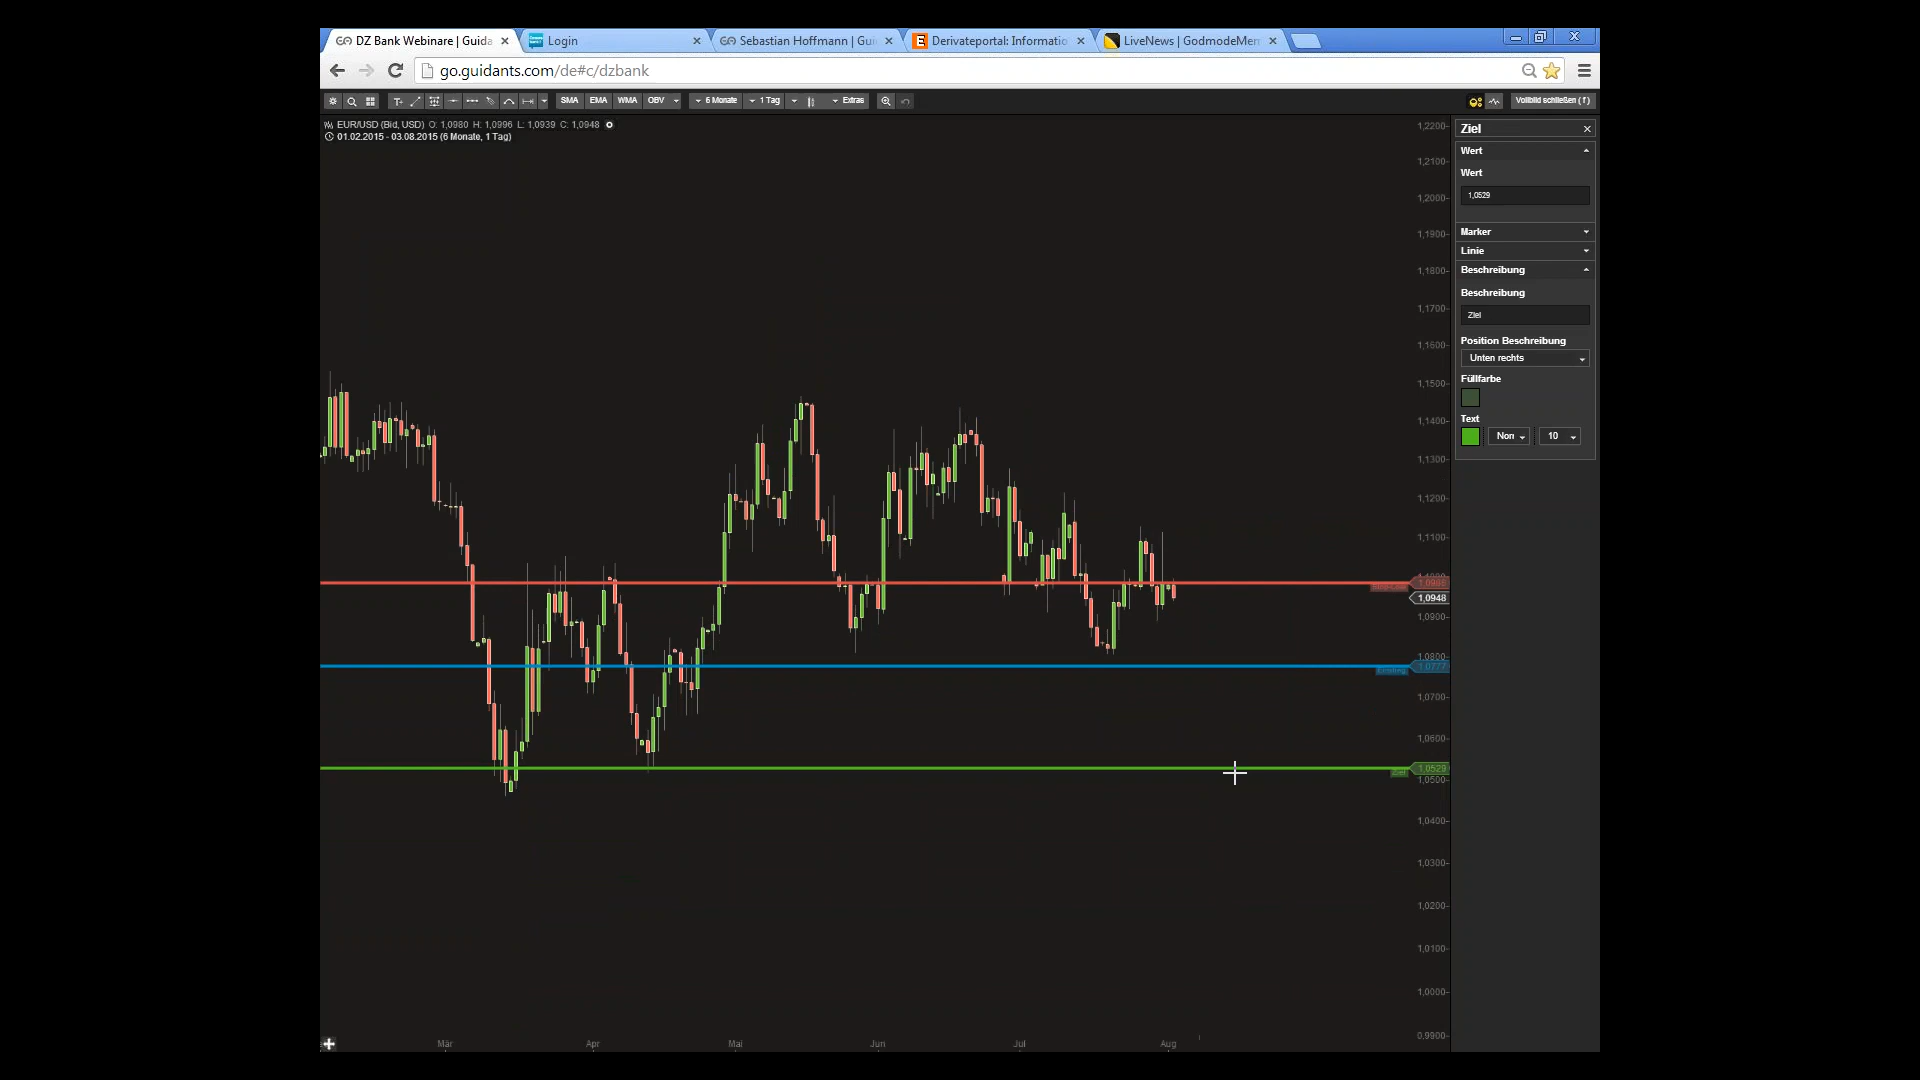 DZ Bank Webinare | Guida
Login
Sebastian Hoffmann | Gui
Derivateportal: Informatio
LiveNews | GodmodeMem
go.guidants.com/de#c/dzbank
SMA EMA WMA OBV 6 Monate 1 Tag Extras
Vollbild schließen (↑)
EUR/USD (Bid, USD) O: 1,0980 H: 1,0996 L: 1,0939 C: 1,0948
01.02.2015 - 03.08.2015 (6 Monate, 1 Tag)
1,2200
1,2100
1,2000
1,1900
1,1800
1,1700
1,1600
1,1500
1,1400
1,1300
1,1200
1,1100
1,0948
1,0900
1,0800
1,0777
1,0700
1,0600
Ziel
1,0529
1,0500
1,0400
1,0300
1,0200
1,0100
1,0000
0,9900
Mär
Apr
Mai
Jun
Jul
Aug
Ziel
Wert
Wert
1,0529
Marker
Linie
Beschreibung
Beschreibung
Ziel
Position Beschreibung
Unten rechts
Füllfarbe
Text
Non 10